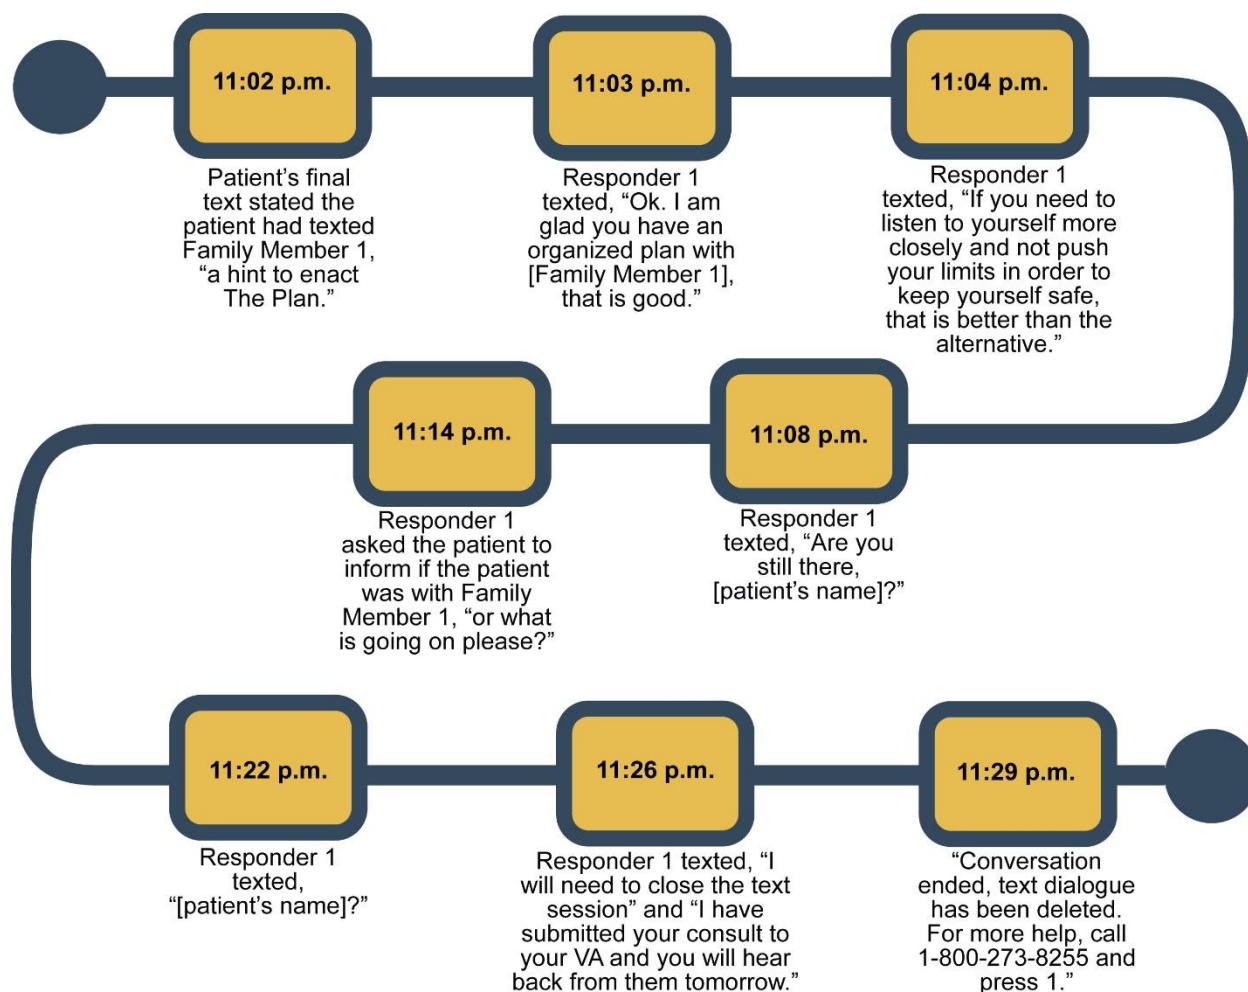 11:02 p.m.
Patient's final
text stated the
patient had texted
Family Member 1,
“a hint to enact
The Plan.”
11:03 p.m.
Responder 1
texted, “Ok. I am
glad you have an
organized plan with
[Family Member 1],
that is good.”
11:04 p.m.
Responder 1
texted, “If you need to
listen to yourself more
closely and not push
your limits in order to
keep yourself safe,
that is better than the
alternative.”
11:08 p.m.
Responder 1
texted, “Are you
still there,
[patient's name]?”
11:14 p.m.
Responder 1
asked the patient to
inform if the patient
was with Family
Member 1, “or what
is going on please?”
11:22 p.m.
Responder 1
texted,
“[patient's name]?”
11:26 p.m.
Responder 1 texted, “I
will need to close the text
session” and “I have
submitted your consult to
your VA and you will hear
back from them tomorrow.”
11:29 p.m.
“Conversation
ended, text dialogue
has been deleted.
For more help, call
1-800-273-8255 and
press 1.”